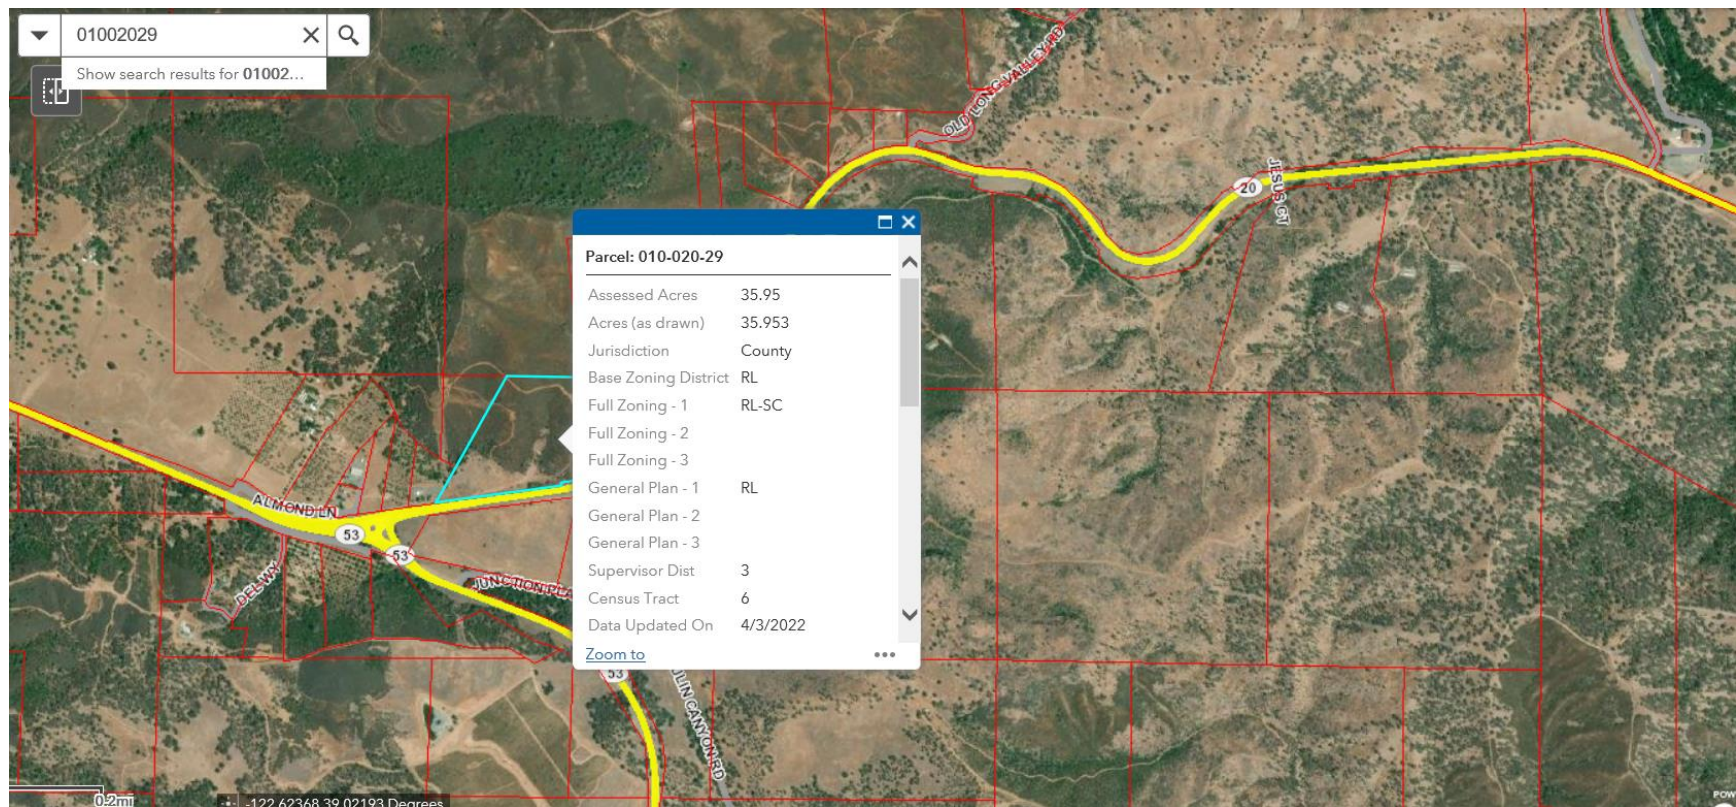 01002029
Show search results for 01002...
OLD LONG VALLEY RD
20
JESUS CT
Parcel: 010-020-29
Assessed Acres 35.95
Acres (as drawn) 35.953
Jurisdiction County
Base Zoning District RL
Full Zoning - 1 RL-SC
Full Zoning - 2
Full Zoning - 3
General Plan - 1 RL
General Plan - 2
General Plan - 3
Supervisor Dist 3
Census Tract 6
Data Updated On 4/3/2022
Zoom to
ALMOND LN
53
53
DEL WY
JUNCTION PLA
53
LIN CANYON RD
0.2mi
-122.62368 39.02193 Degrees
POW